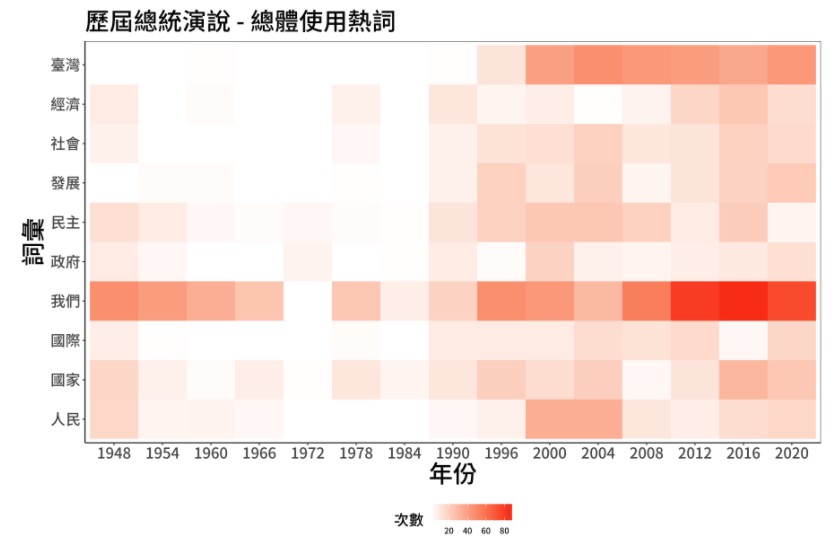 歷屆總統演說 - 總體使用熱詞
詞彙
臺灣
經濟
社會
發展
民主
政府
我們
國際
國家
人民
1948 1954 1960 1966 1972 1978 1984 1990 1996 2000 2004 2008 2012 2016 2020
年份
次數
20 40 60 80